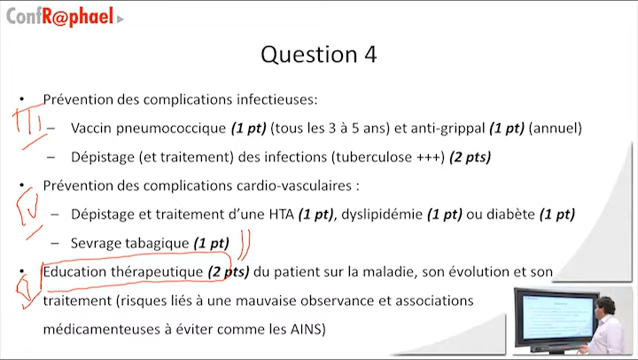 ConfR@phael
Question 4
• Prévention des complications infectieuses:
III
– Vaccin pneumococcique (1 pt) (tous les 3 à 5 ans) et anti-grippal (1 pt) (annuel)
– Dépistage (et traitement) des infections (tuberculose +++) (2 pts)
• Prévention des complications cardio-vasculaires :
IV
– Dépistage et traitement d'une HTA (1 pt), dyslipidémie (1 pt) ou diabète (1 pt)
– Sevrage tabagique (1 pt)
• Education thérapeutique (2 pts) du patient sur la maladie, son évolution et son
traitement (risques liés à une mauvaise observance et associations
médicamenteuses à éviter comme les AINS)